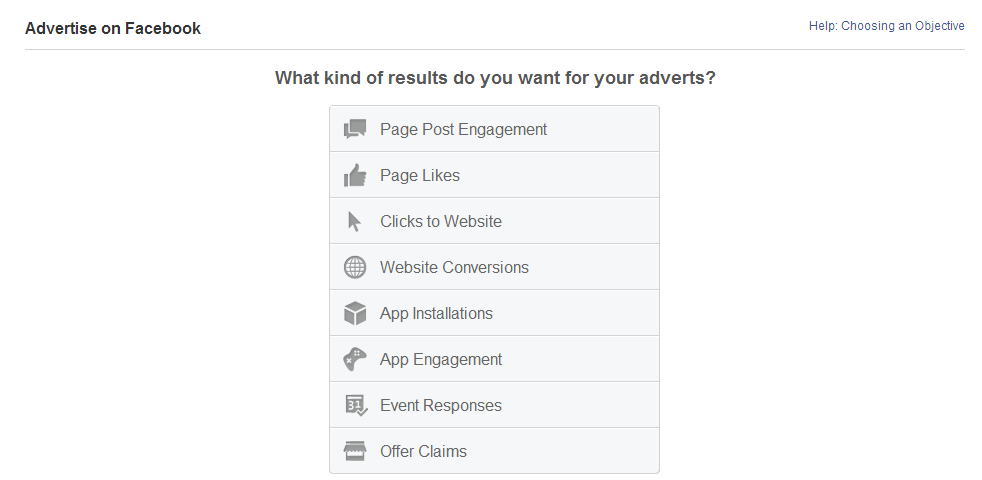 Advertise on Facebook
Help: Choosing an Objective
What kind of results do you want for your adverts?
Page Post Engagement
Page Likes
Clicks to Website
Website Conversions
App Installations
App Engagement
31
Event Responses
Offer Claims